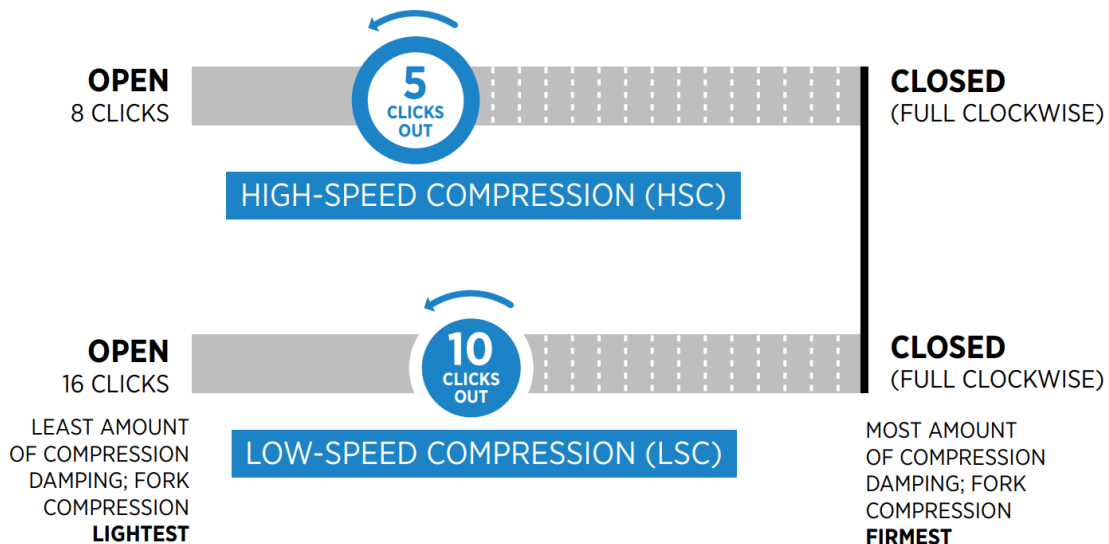 OPEN
8 CLICKS
5
CLICKS
OUT
CLOSED
(FULL CLOCKWISE)
HIGH-SPEED COMPRESSION (HSC)
OPEN
16 CLICKS
10
CLICKS
OUT
CLOSED
(FULL CLOCKWISE)
LOW-SPEED COMPRESSION (LSC)
LEAST AMOUNT
OF COMPRESSION
DAMPING; FORK
COMPRESSION
LIGHTEST
MOST AMOUNT
OF COMPRESSION
DAMPING; FORK
COMPRESSION
FIRMEST